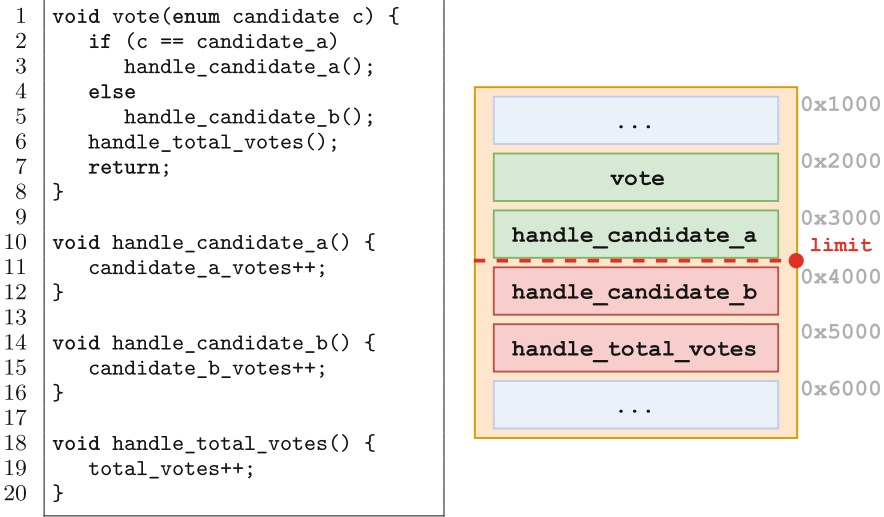 1 void vote(enum candidate c) {
2 if (c == candidate_a)
3 handle_candidate_a();
4 else
5 handle_candidate_b();
6 handle_total_votes();
7 return;
8 }
9
10 void handle_candidate_a() {
11 candidate_a_votes++;
12 }
13
14 void handle_candidate_b() {
15 candidate_b_votes++;
16 }
17
18 void handle_total_votes() {
19 total_votes++;
20 }
0x1000
...
0x2000
vote
0x3000
handle_candidate_a
limit
0x4000
handle_candidate_b
0x5000
handle_total_votes
0x6000
...